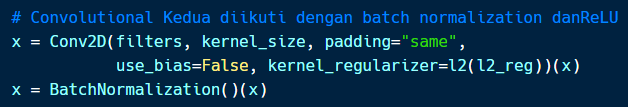 # Convolutional Kedua diikuti dengan batch normalization danReLU
x = Conv2D(filters, kernel_size, padding="same",
use_bias=False, kernel_regularizer=l2(l2_reg))(x)
x = BatchNormalization()(x)